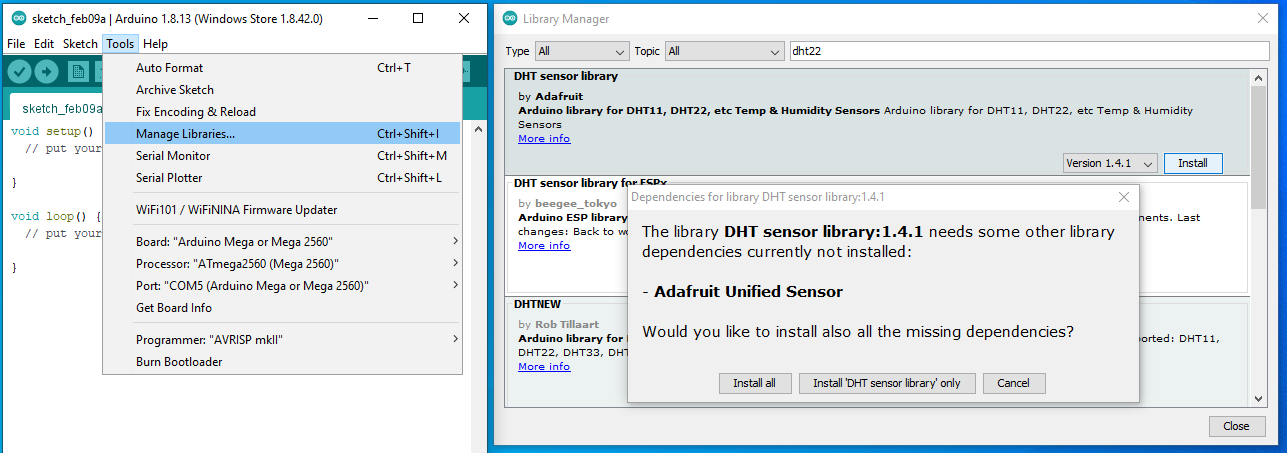 sketch_feb09a | Arduino 1.8.13 (Windows Store 1.8.42.0)
File Edit Sketch Tools Help
sketch_feb09a
void setup()
// put your
}
void loop() {
// put your
}
Auto Format Ctrl+T
Archive Sketch
Fix Encoding & Reload
Manage Libraries... Ctrl+Shift+I
Serial Monitor Ctrl+Shift+M
Serial Plotter Ctrl+Shift+L
WiFi101 / WiFiNINA Firmware Updater
Board: "Arduino Mega or Mega 2560"
Processor: "ATmega2560 (Mega 2560)"
Port: "COM5 (Arduino Mega or Mega 2560)"
Get Board Info
Programmer: "AVRISP mkII"
Burn Bootloader
Library Manager
Type All Topic All dht22
DHT sensor library
by Adafruit
Arduino library for DHT11, DHT22, etc Temp & Humidity Sensors Arduino library for DHT11, DHT22, etc Temp & Humidity
Sensors
More info
Version 1.4.1 Install
DHT sensor library for ESPx
by beegee_tokyo
Arduino ESP library nents. Last
changes: Back to
More info
DHTNEW
by Rob Tillaart
Arduino library for orted: DHT11,
DHT22, DHT33,
More info
Dependencies for library DHT sensor library:1.4.1
The library DHT sensor library:1.4.1 needs some other library
dependencies currently not installed:
- Adafruit Unified Sensor
Would you like to install also all the missing dependencies?
Install all Install 'DHT sensor library' only Cancel
Close